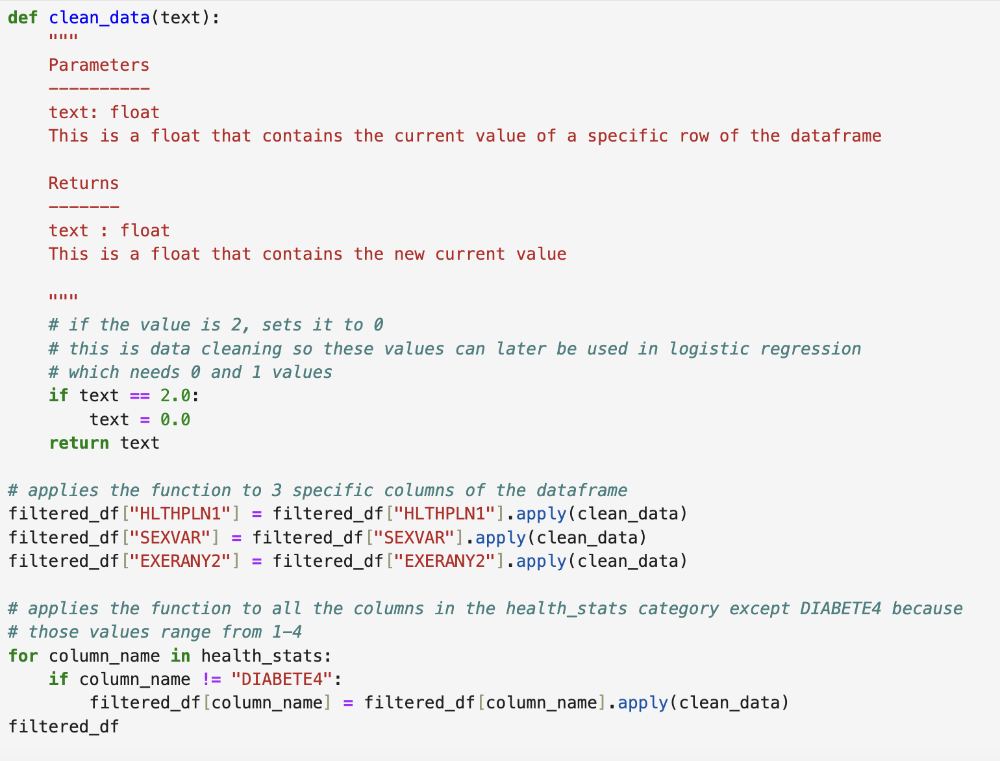 def clean_data(text):
    """
    Parameters
    ----------
    text: float
    This is a float that contains the current value of a specific row of the dataframe

    Returns
    -------
    text : float
    This is a float that contains the new current value

    """
    # if the value is 2, sets it to 0
    # this is data cleaning so these values can later be used in logistic regression
    # which needs 0 and 1 values
    if text == 2.0:
        text = 0.0
    return text

# applies the function to 3 specific columns of the dataframe
filtered_df["HLTHPLN1"] = filtered_df["HLTHPLN1"].apply(clean_data)
filtered_df["SEXVAR"] = filtered_df["SEXVAR"].apply(clean_data)
filtered_df["EXERANY2"] = filtered_df["EXERANY2"].apply(clean_data)

# applies the function to all the columns in the health_stats category except DIABETE4 because
# those values range from 1-4
for column_name in health_stats:
    if column_name != "DIABETE4":
        filtered_df[column_name] = filtered_df[column_name].apply(clean_data)
filtered_df